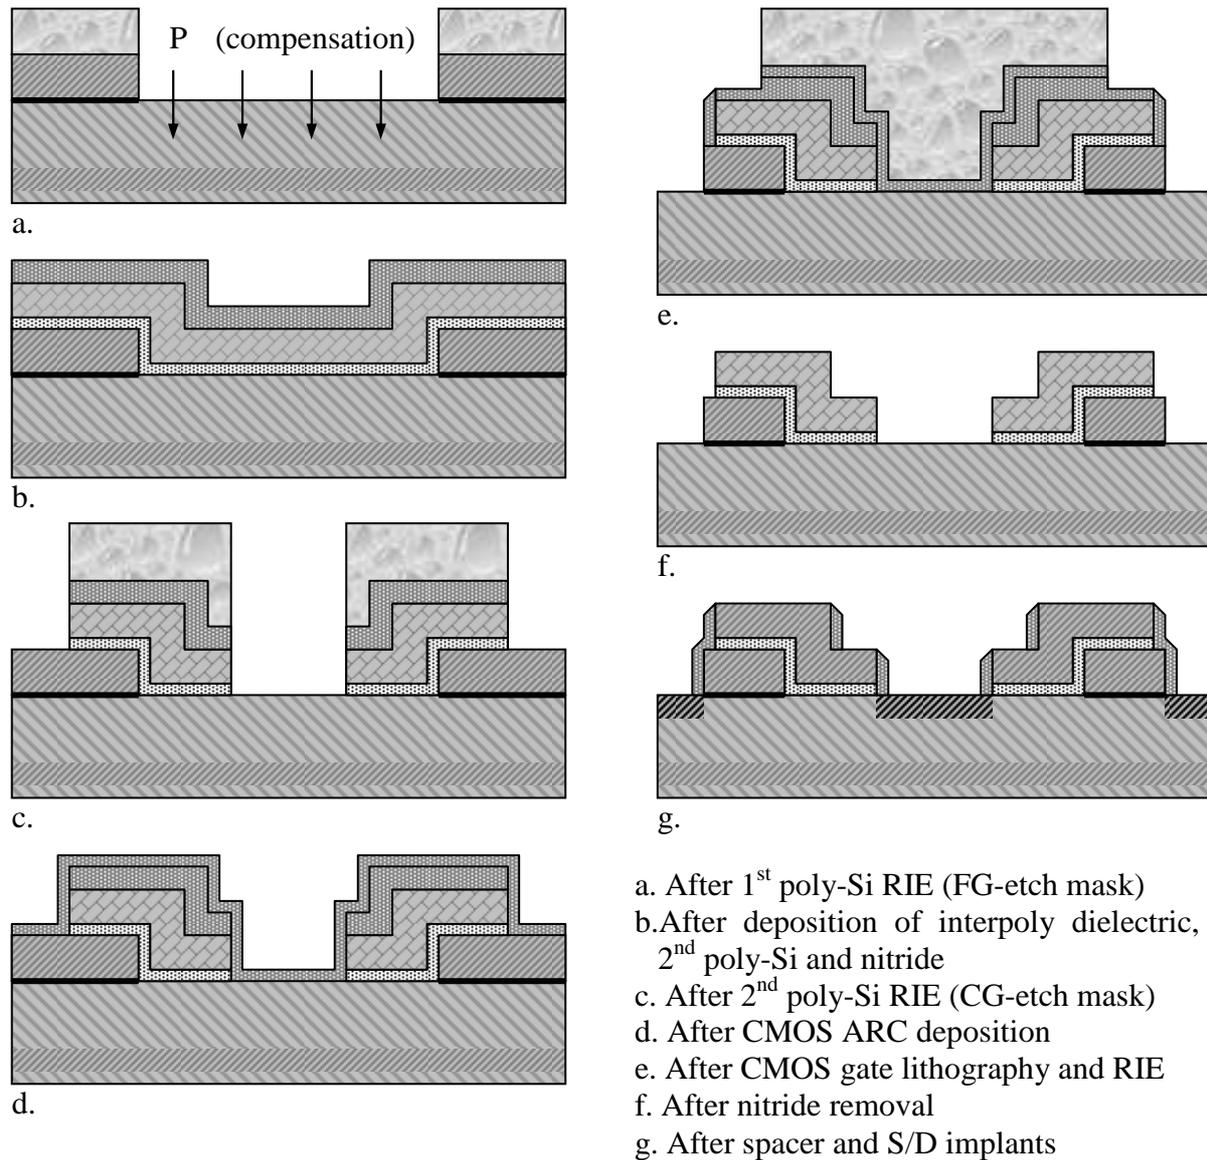 P (compensation)
a.
b.
c.
d.
e.
f.
g.
a. After 1st poly-Si RIE (FG-etch mask)
b.After deposition of interpoly dielectric,
2nd poly-Si and nitride
c. After 2nd poly-Si RIE (CG-etch mask)
d. After CMOS ARC deposition
e. After CMOS gate lithography and RIE
f. After nitride removal
g. After spacer and S/D implants